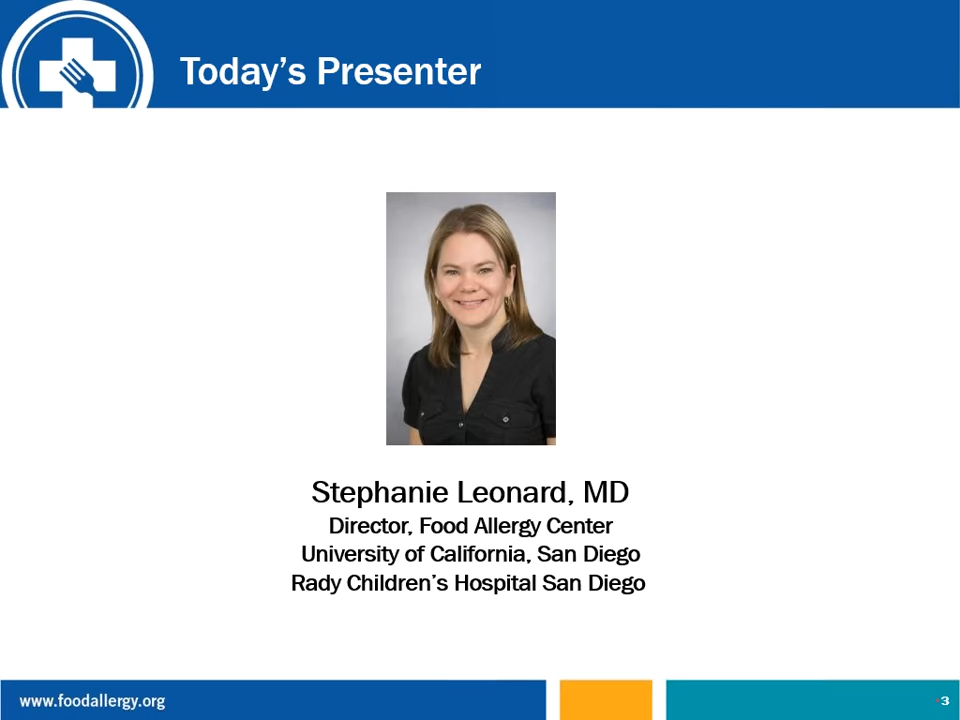 Today’s Presenter
Stephanie Leonard, MD
Director, Food Allergy Center
University of California, San Diego
Rady Children’s Hospital San Diego
www.foodallergy.org
3